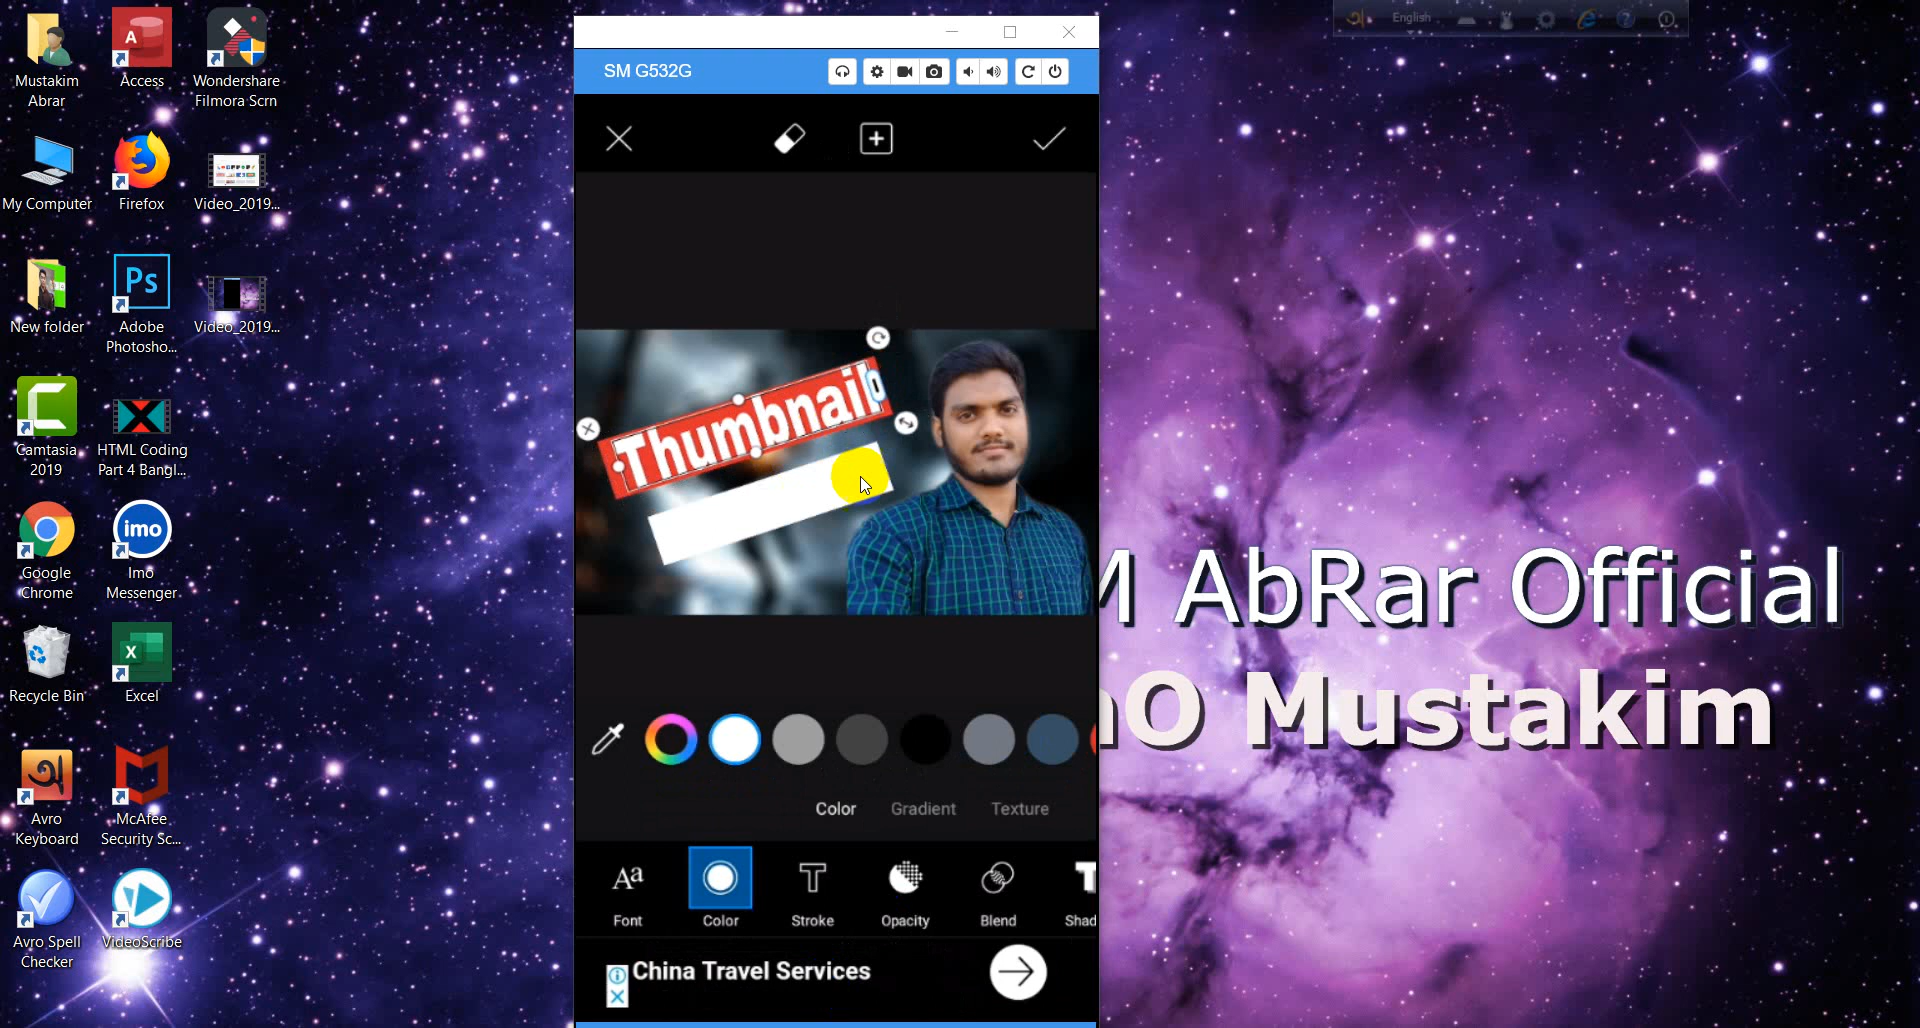 Mustakim
Abrar
Access
Wondershare
Filmora Scrn
My Computer
Firefox
Video_2019...
New folder
Adobe
Photosho...
Video_2019...
Camtasia
2019
HTML Coding
Part 4 Bangl...
Google
Chrome
imo
Imo
Messenger
Recycle Bin
Excel
Avro
Keyboard
McAfee
Security Sc...
Avro Spell
Checker
VideoScribe
SM G532G
Thumbnail
Color
Gradient
Texture
Aa
Font
Color
Stroke
Opacity
Blend
Shad
China Travel Services
অ
English
AbRar Official
O Mustakim